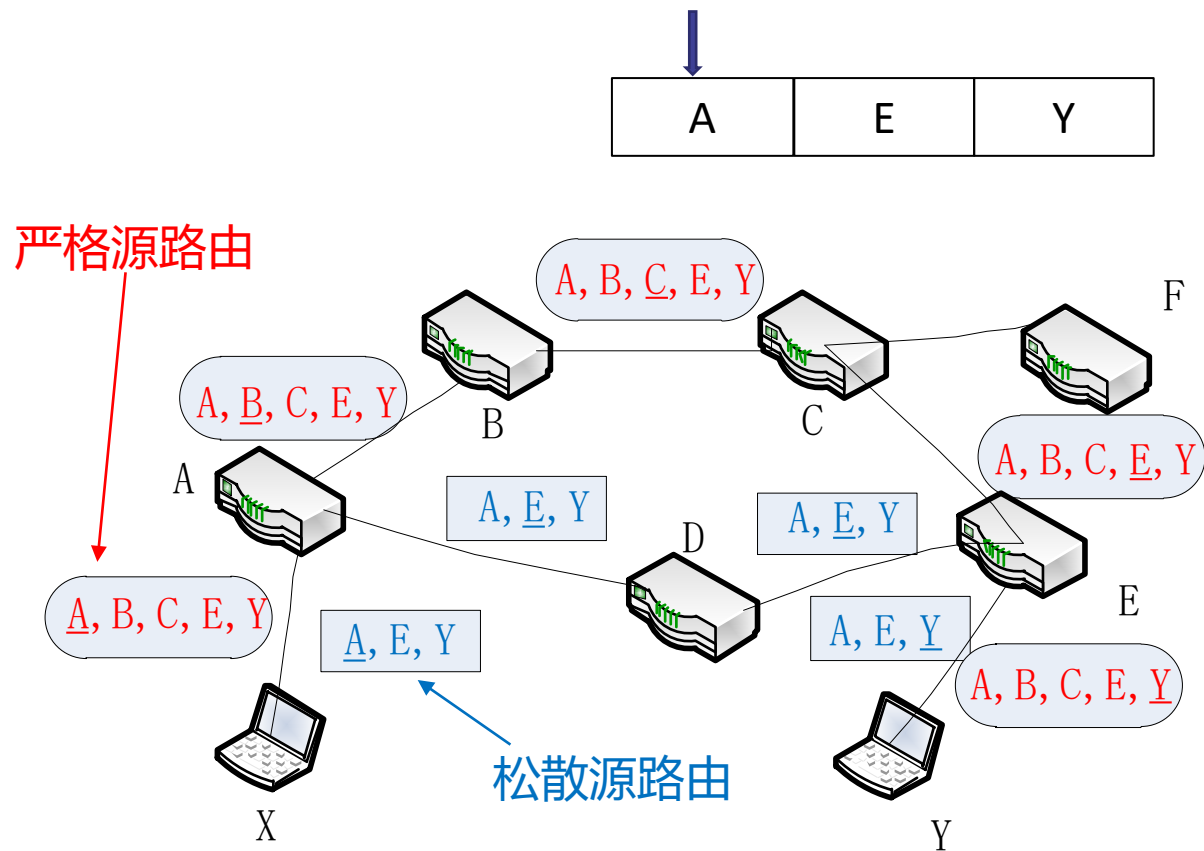 A E Y
严格源路由
A, B, C, E, Y
F
A, B, C, E, Y
B
C
A, B, C, E, Y
A
A, E, Y
A, E, Y
D
E
A, B, C, E, Y
A, E, Y
A, E, Y
A, B, C, E, Y
松散源路由
X
Y